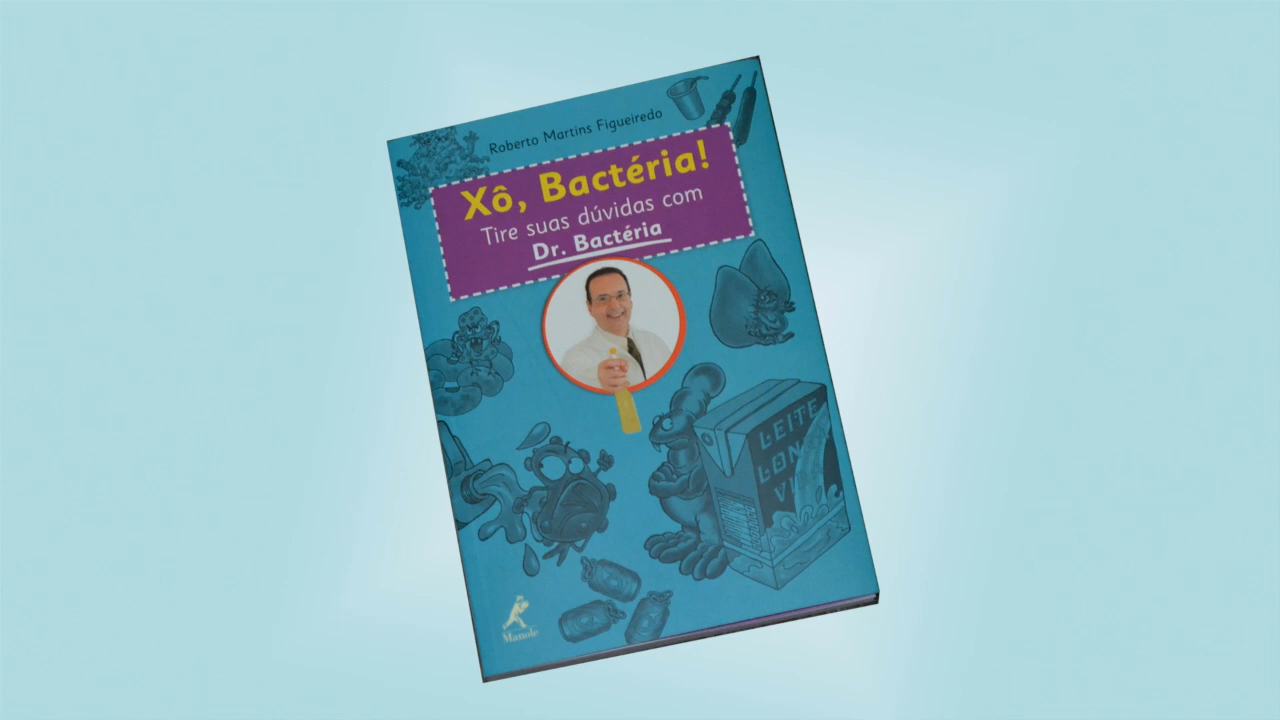 Roberto Martins Figueiredo
Xô, Bactéria!
Tire suas dúvidas com
Dr. Bactéria
LEITE
LON
VI
Manole